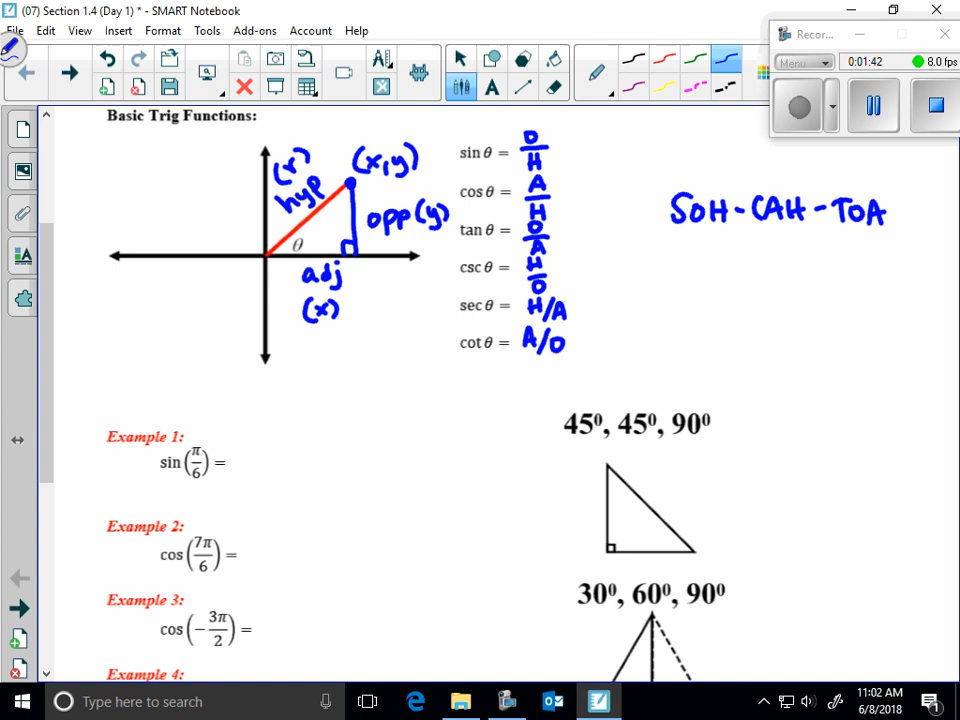 (07) Section 1.4 (Day 1) * - SMART Notebook
File Edit View Insert Format Tools Add-ons Account Help
Recor...
Menu 0:01:42 8.0 fps
Basic Trig Functions:
(r)
hyp
(x,y)
opp(y)
θ
adj
(x)
sin θ = O/H
cos θ = A/H
tan θ = O/A
csc θ = H/O
sec θ = H/A
cot θ = A/O
SOH-CAH-TOA
Example 1:
sin(π/6) =
Example 2:
cos(7π/6) =
Example 3:
cos(-3π/2) =
Example 4:
45⁰, 45⁰, 90⁰
30⁰, 60⁰, 90⁰
Type here to search
11:02 AM
6/8/2018
1